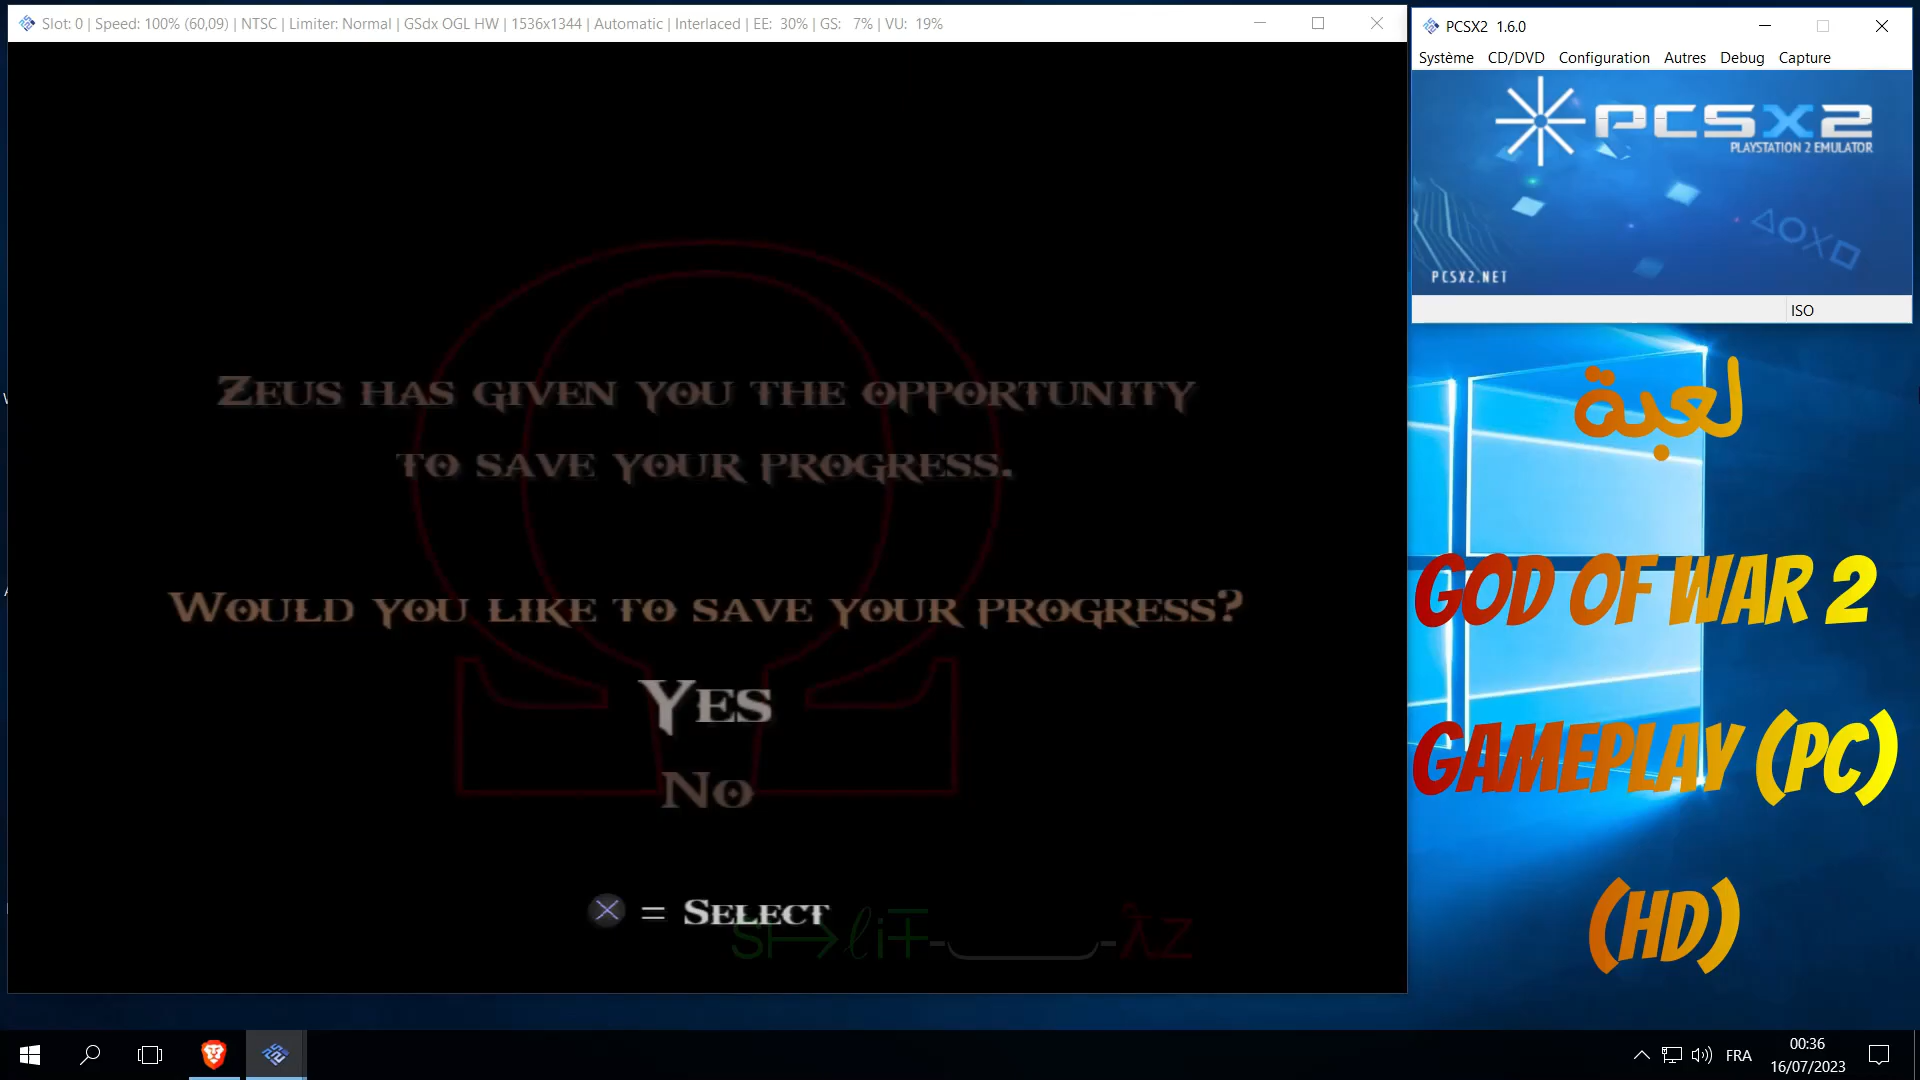 Slot: 0 | Speed: 100% (60,09) | NTSC | Limiter: Normal | GSdx OGL HW | 1536x1344 | Automatic | Interlaced | EE: 30% | GS: 7% | VU: 19%
ZEUS HAS GIVEN YOU THE OPPORTUNITY
TO SAVE YOUR PROGRESS.
WOULD YOU LIKE TO SAVE YOUR PROGRESS?
YES
NO
= SELECT
PCSX2 1.6.0
Système CD/DVD Configuration Autres Debug Capture
PCSX2
PLAYSTATION 2 EMULATOR
PCSX2.NET
ISO
لعبة
GOD OF WAR 2
GAMEPLAY (PC)
(HD)
FRA
00:36
16/07/2023